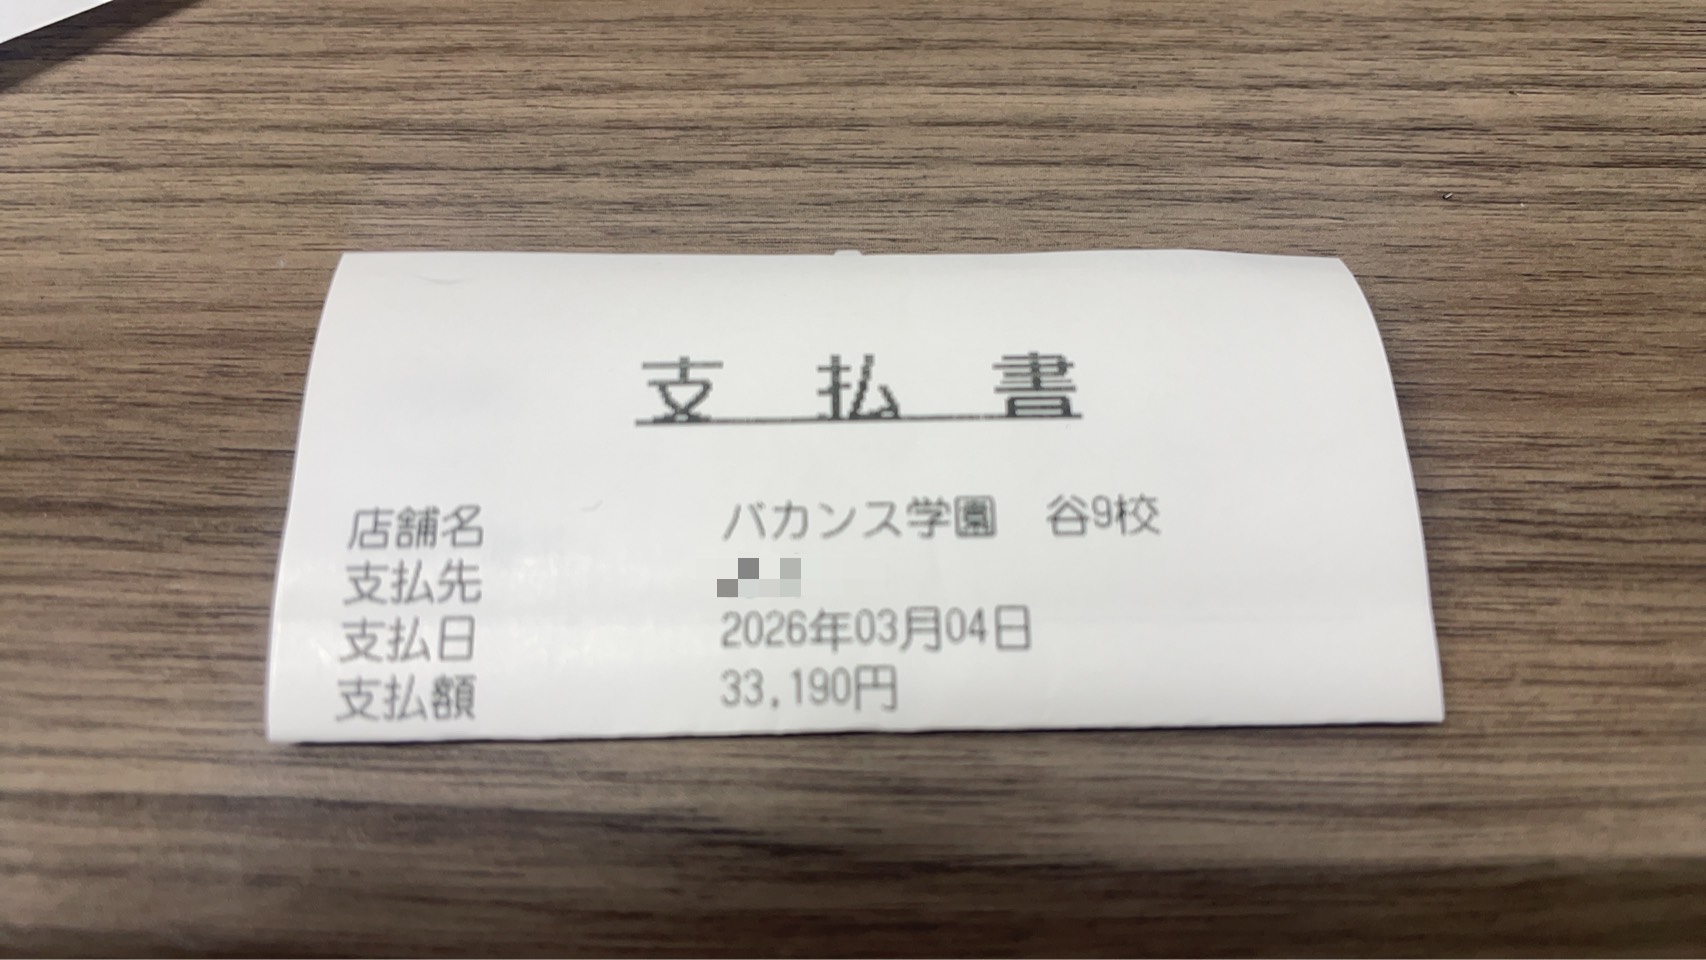 支払書
店舗名 バカンス学園 谷9校
支払先
支払日 2026年03月04日
支払額 33,190円